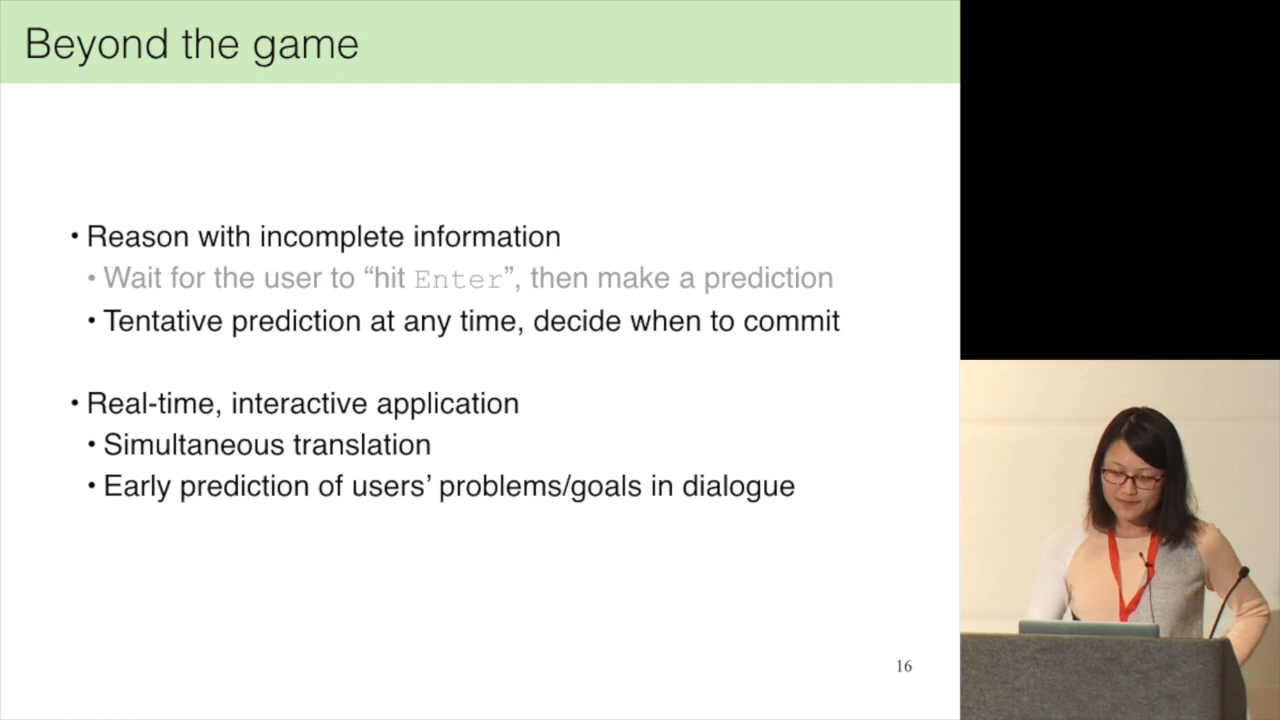 Beyond the game
• Reason with incomplete information
• Wait for the user to “hit Enter”, then make a prediction
• Tentative prediction at any time, decide when to commit
• Real-time, interactive application
• Simultaneous translation
• Early prediction of users’ problems/goals in dialogue
16